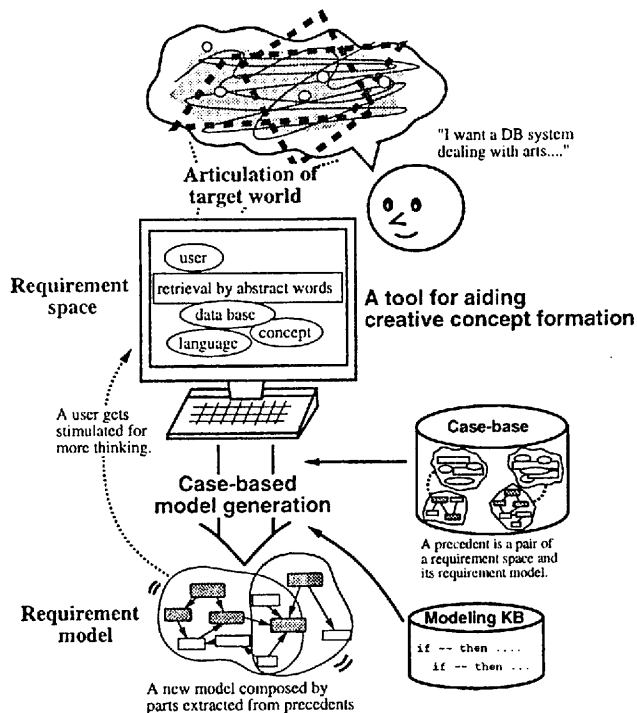 "I want a DB system
dealing with arts...."
Articulation of
target world
user
retrieval by abstract words
data base
concept
language
Requirement
space
A tool for aiding
creative concept formation
A user gets
stimulated for
more thinking.
Case-base
Case-based
model generation
A precedent is a pair of
a requirement space and
its requirement model.
Requirement
model
Modeling KB
if -- then ....
if -- then ...
A new model composed by
parts extracted from precedents